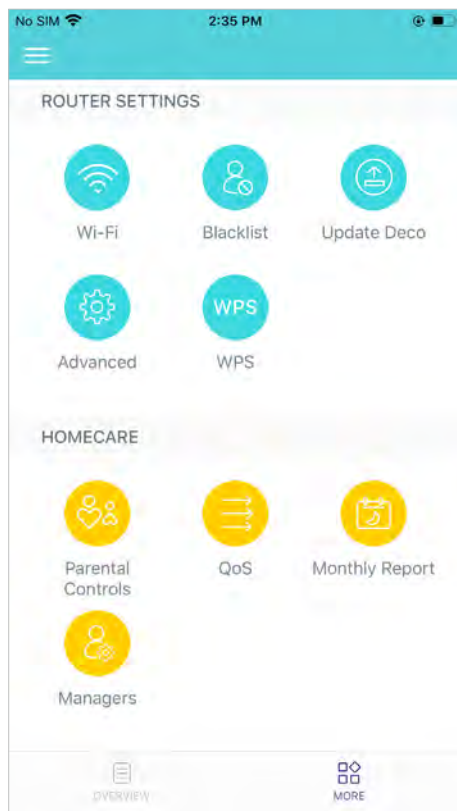 No SIM 2:35 PM
ROUTER SETTINGS
Wi-Fi Blacklist Update Deco
WPS
Advanced WPS
HOMECARE
Parental Controls QoS Monthly Report
Managers
OVERVIEW MORE